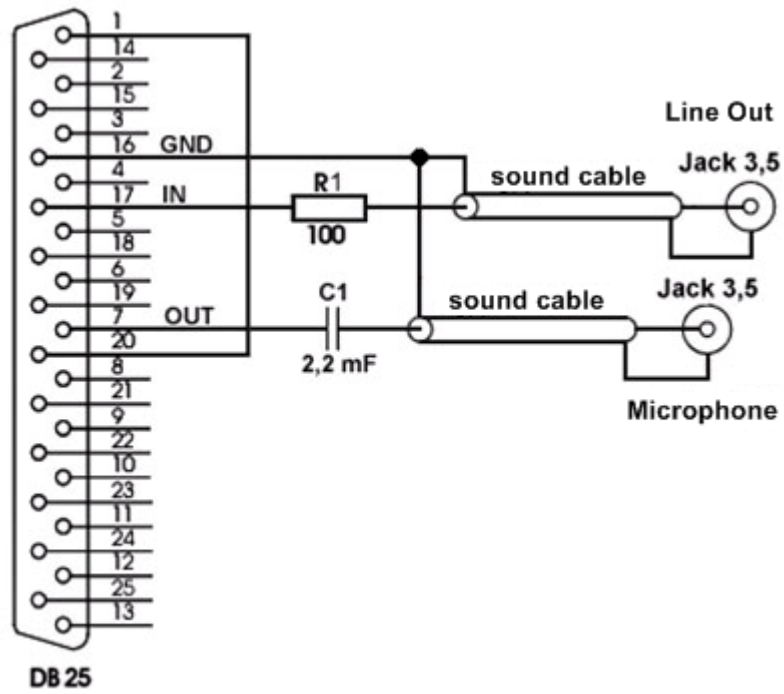 1
14
2
15
3
16 GND
4
17 IN
5
18
6
19
7 OUT
20
8
21
9
22
10
23
11
24
12
25
13
DB 25
R1
100
C1
2,2 mF
sound cable
sound cable
Line Out
Jack 3,5
Jack 3,5
Microphone